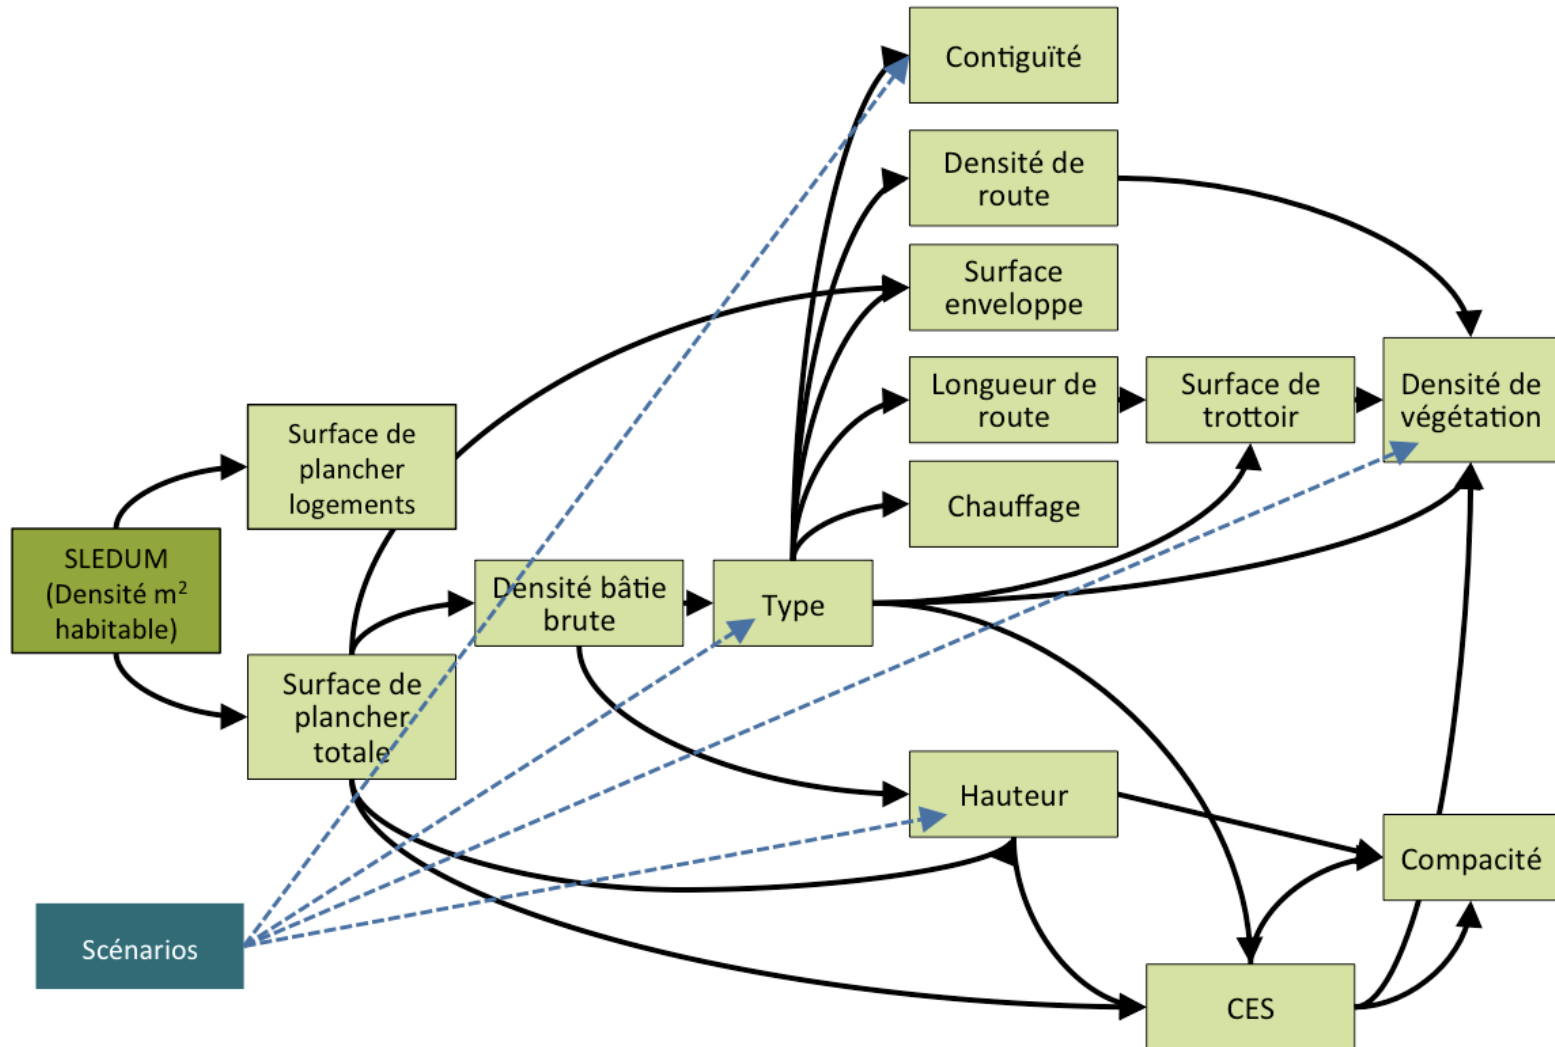 Contiguïté
Densité de
route
Surface
enveloppe
Longueur de
route
Surface de
trottoir
Densité de
végétation
Chauffage
Surface de
plancher
logements
SLEDUM
(Densité m²
habitable)
Densité bâtie
brute
Type
Surface de
plancher
totale
Hauteur
Compacité
Scénarios
CES